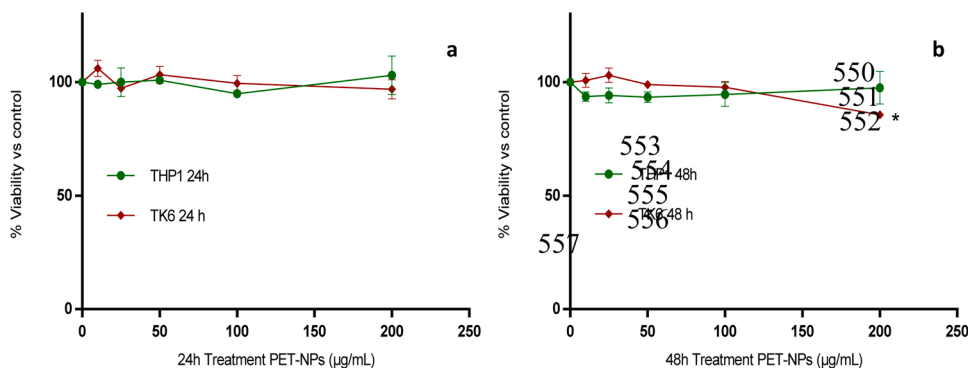 a
% Viability vs control
100
50
0
THP1 24h
TK6 24 h
0 50 100 150 200 250
24h Treatment PET-NPs (µg/mL)
b
% Viability vs control
100
50
0
550
551
552 *
553
554
48h
555
TK6 48 h
556
557
0 50 100 150 200 250
48h Treatment PET-NPs (µg/mL)